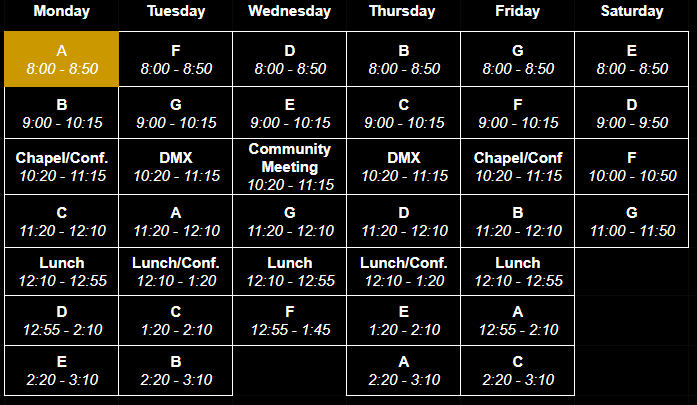 Monday Tuesday Wednesday Thursday Friday Saturday
A F D B G E
8:00 - 8:50 8:00 - 8:50 8:00 - 8:50 8:00 - 8:50 8:00 - 8:50 8:00 - 8:50
B G E C F D
9:00 - 10:15 9:00 - 10:15 9:00 - 10:15 9:00 - 10:15 9:00 - 10:15 9:00 - 9:50
Chapel/Conf. DMX Community Meeting DMX Chapel/Conf F
10:20 - 11:15 10:20 - 11:15 10:20 - 11:15 10:20 - 11:15 10:20 - 11:15 10:00 - 10:50
C A G D B G
11:20 - 12:10 11:20 - 12:10 11:20 - 12:10 11:20 - 12:10 11:20 - 12:10 11:00 - 11:50
Lunch Lunch/Conf. Lunch Lunch/Conf. Lunch
12:10 - 12:55 12:10 - 1:20 12:10 - 12:55 12:10 - 1:20 12:10 - 12:55
D C F E A
12:55 - 2:10 1:20 - 2:10 12:55 - 1:45 1:20 - 2:10 12:55 - 2:10
E B A C
2:20 - 3:10 2:20 - 3:10 2:20 - 3:10 2:20 - 3:10